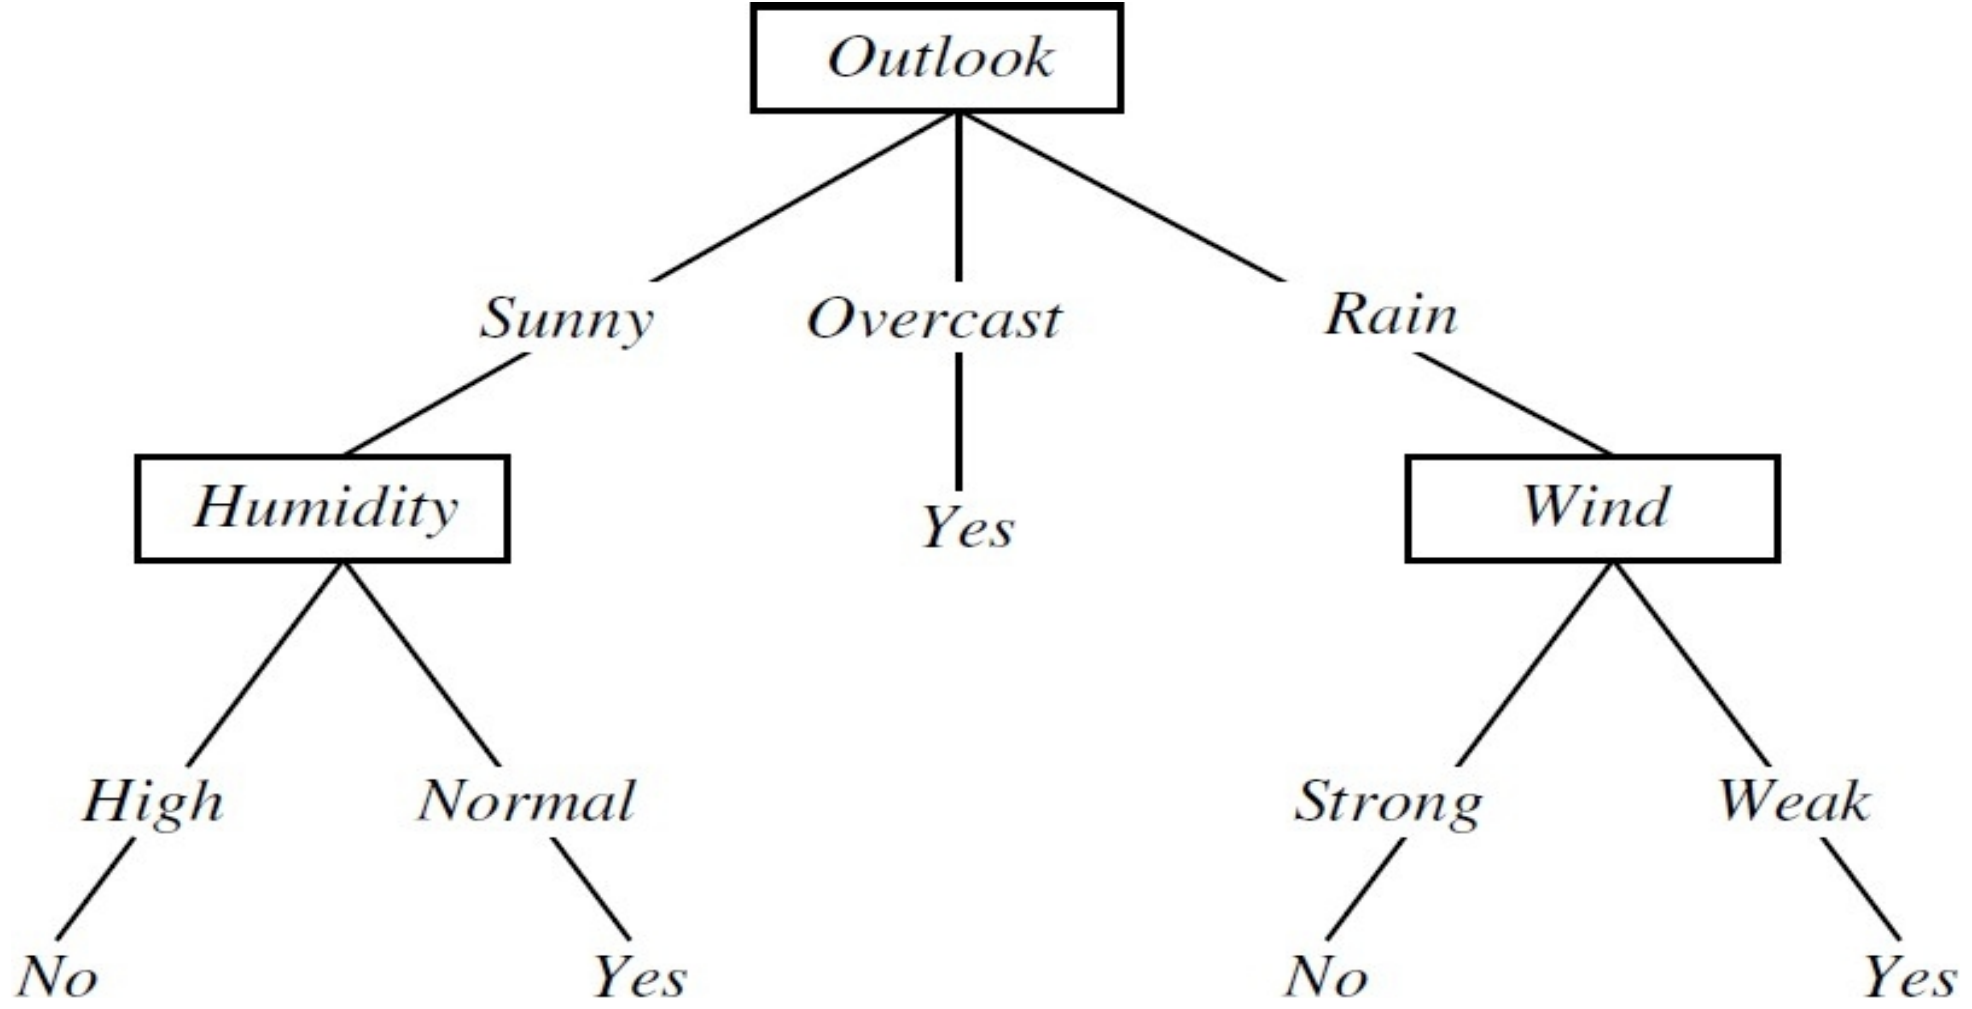 Outlook
Sunny Overcast Rain
Humidity Yes Wind
High Normal Strong Weak
No Yes No Yes